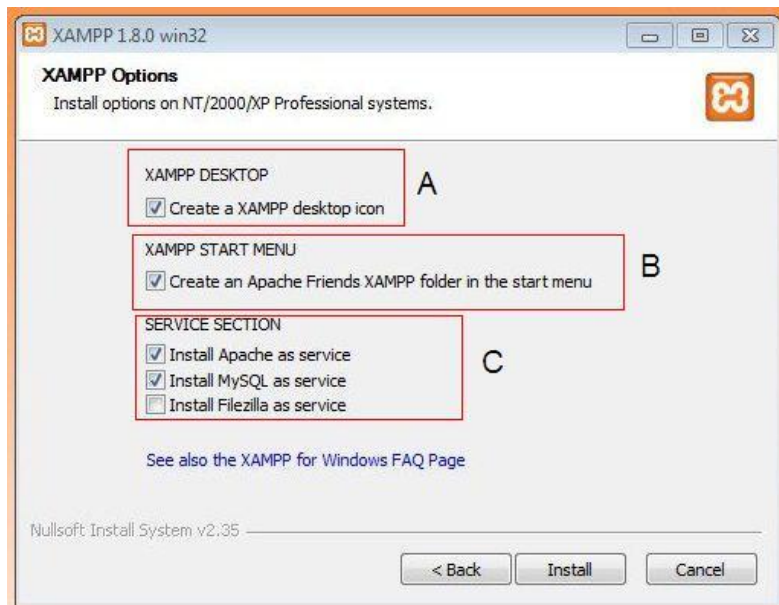 XAMPP 1.8.0 win32
XAMPP Options
Install options on NT/2000/XP Professional systems.
XAMPP DESKTOP
A
Create a XAMPP desktop icon
XAMPP START MENU
B
Create an Apache Friends XAMPP folder in the start menu
SERVICE SECTION
Install Apache as service
C
Install MySQL as service
Install Filezilla as service
See also the XAMPP for Windows FAQ Page
Nullsoft Install System v2.35
< Back
Install
Cancel